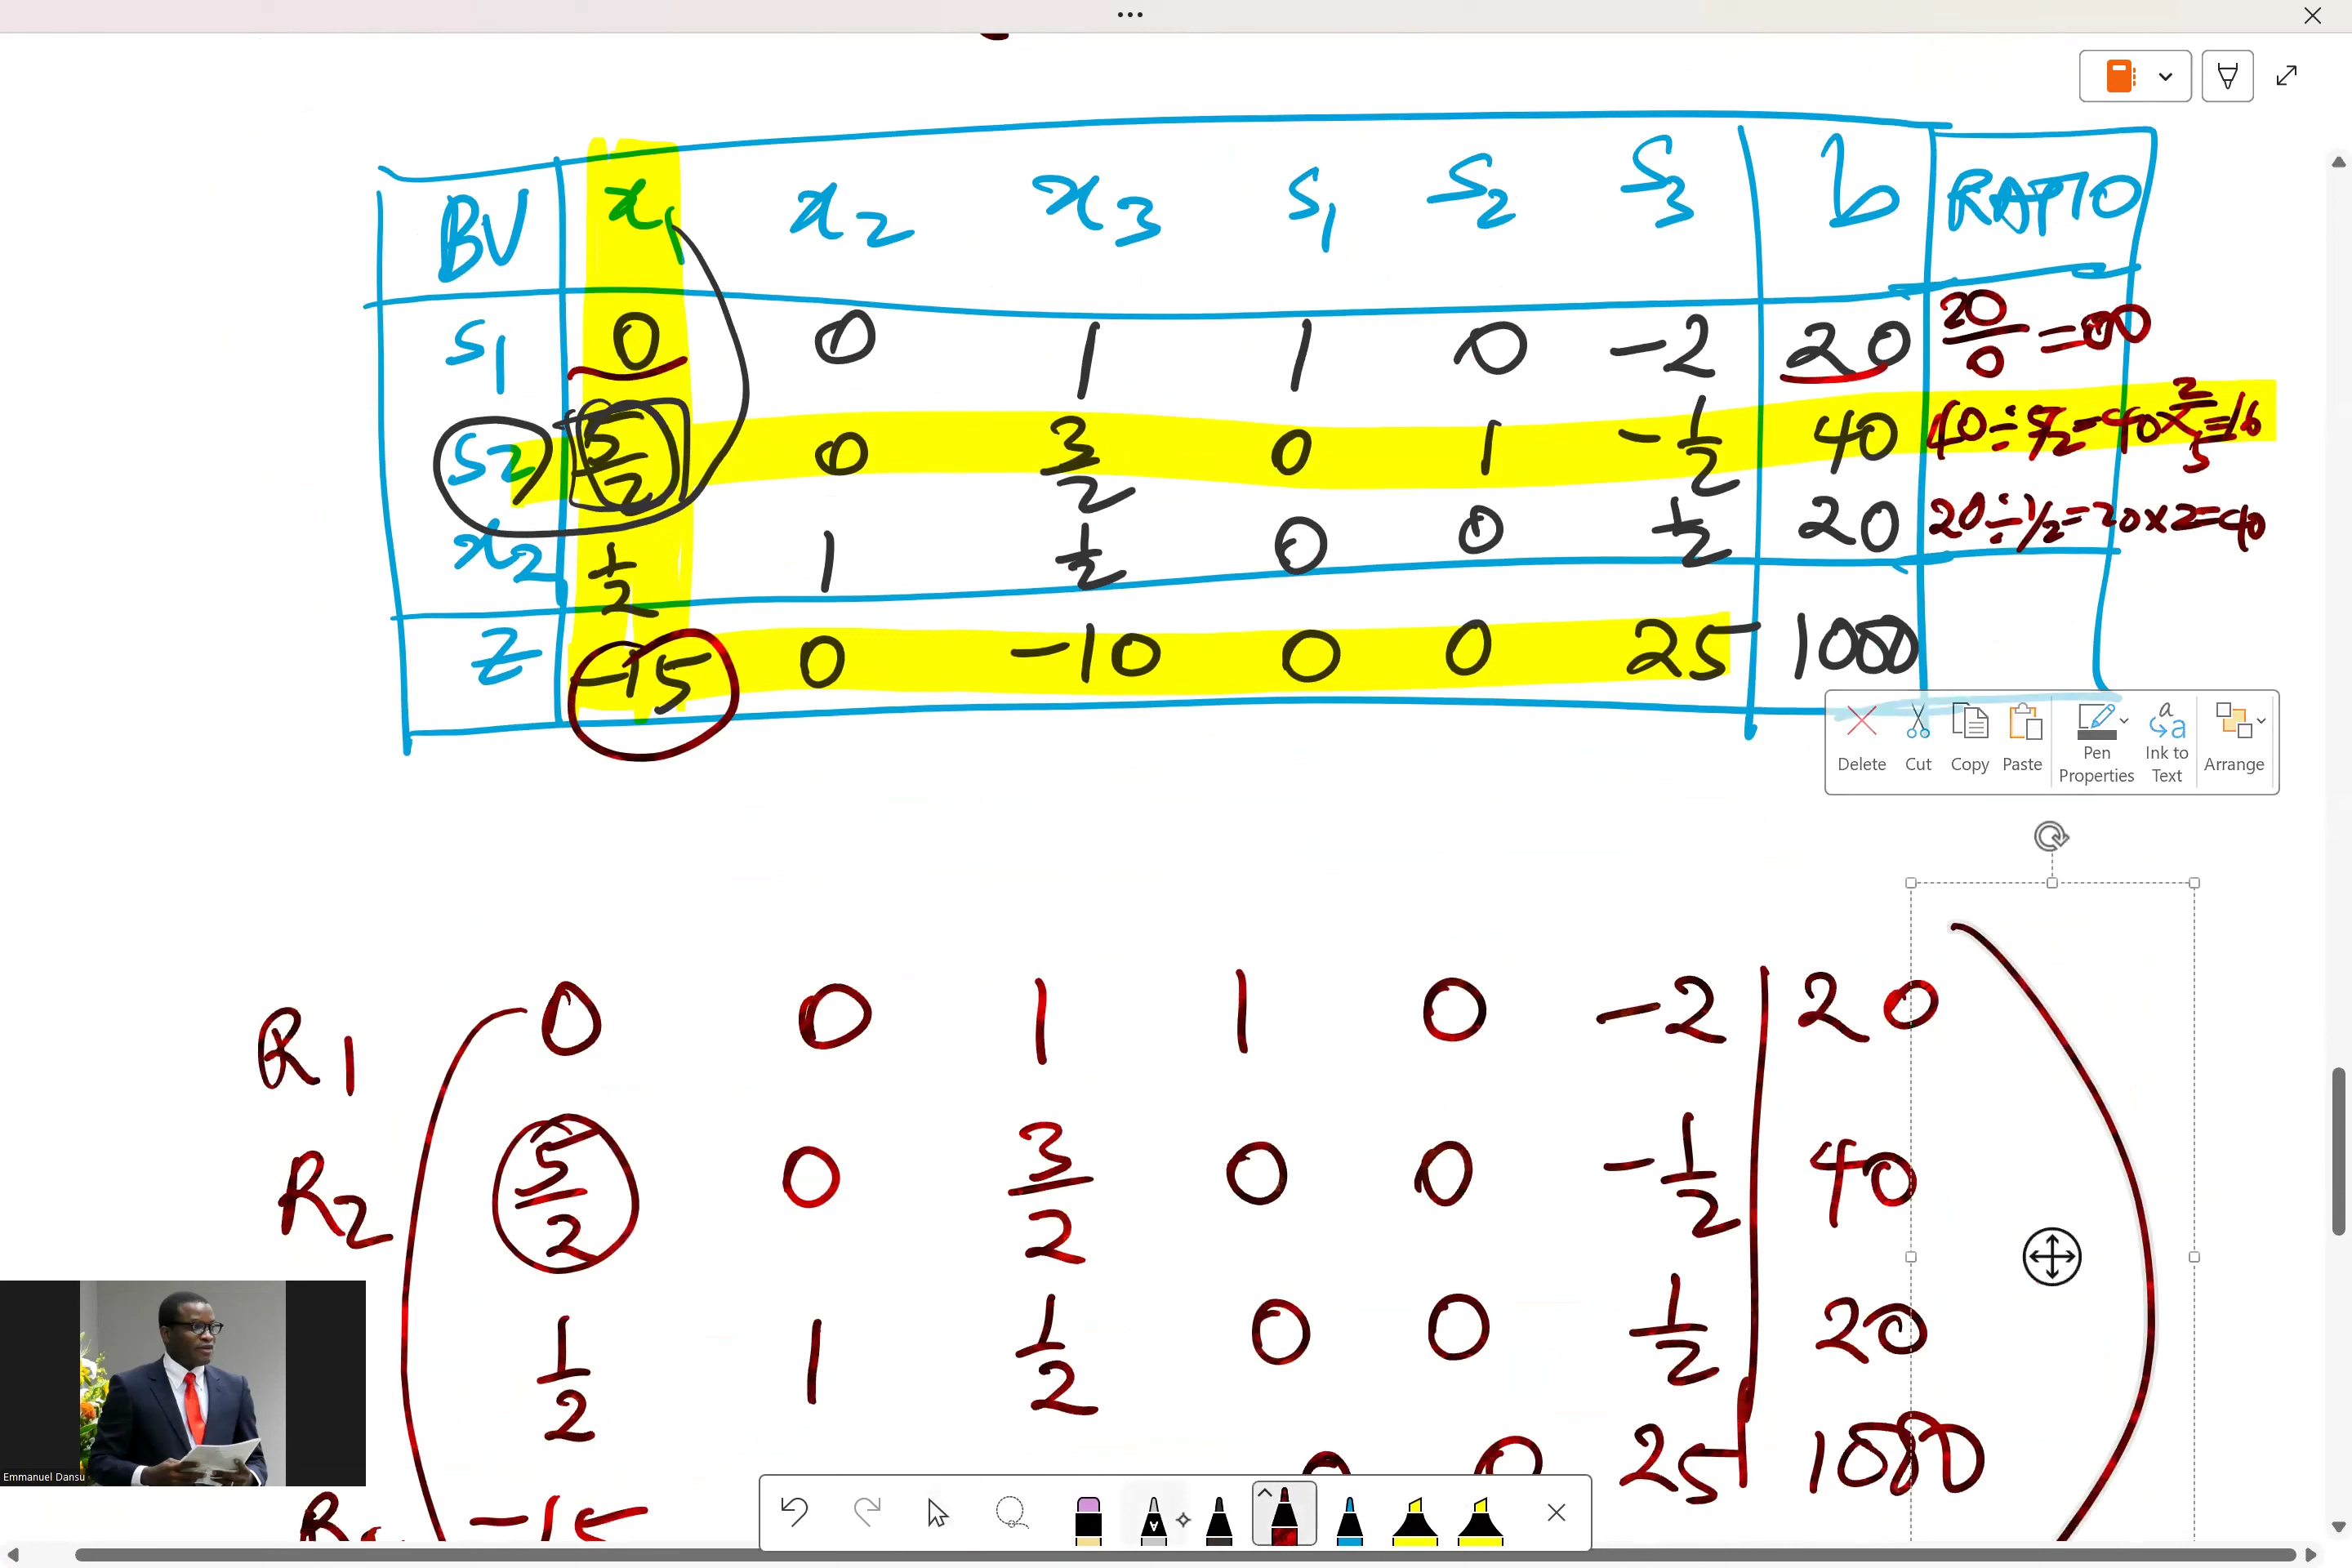 BV x1 x2 x3 s1 s2 s3 b RATIO
s1 0 0 1 1 0 -2 20 20/0 = ∞
s2 5/2 0 3/2 0 1 -1/2 40 40÷5/2=40×2/5=16
x2 1/2 1 1/2 0 0 1/2 20 20÷1/2=20×2=40
z -15 0 -10 0 0 25 1000
Delete Cut Copy Paste Pen Properties Ink to Text Arrange
R1 0 0 1 1 0 -2 20
R2 5/2 0 3/2 0 0 -1/2 40
1/2 1 1/2 0 0 1/2 20
0 0 25
Emmanuel Dansu
-15